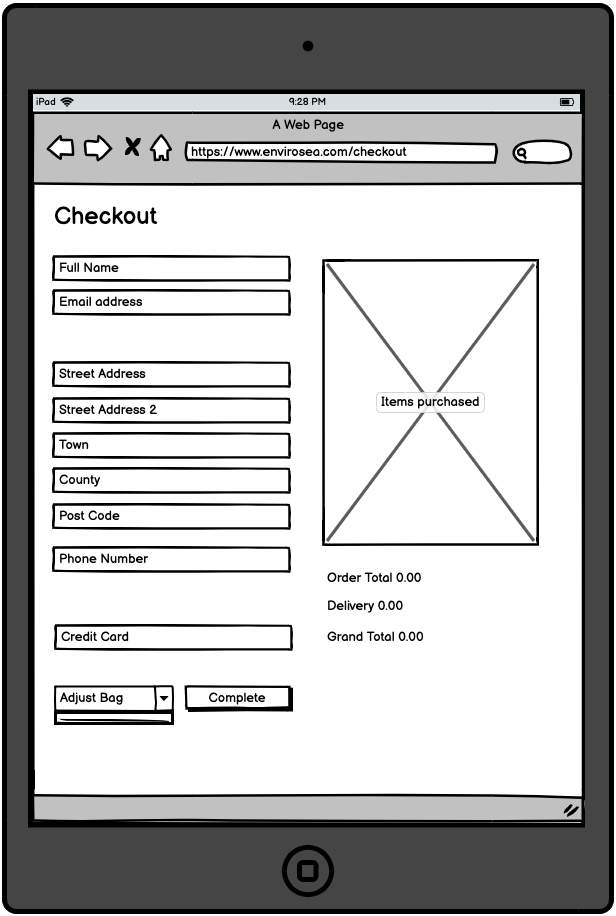 iPad
9:28 PM
A Web Page
https://www.envirosea.com/checkout
Checkout
Full Name
Email address
Street Address
Street Address 2
Town
County
Post Code
Phone Number
Credit Card
Adjust Bag
Complete
Items purchased
Order Total 0.00
Delivery 0.00
Grand Total 0.00